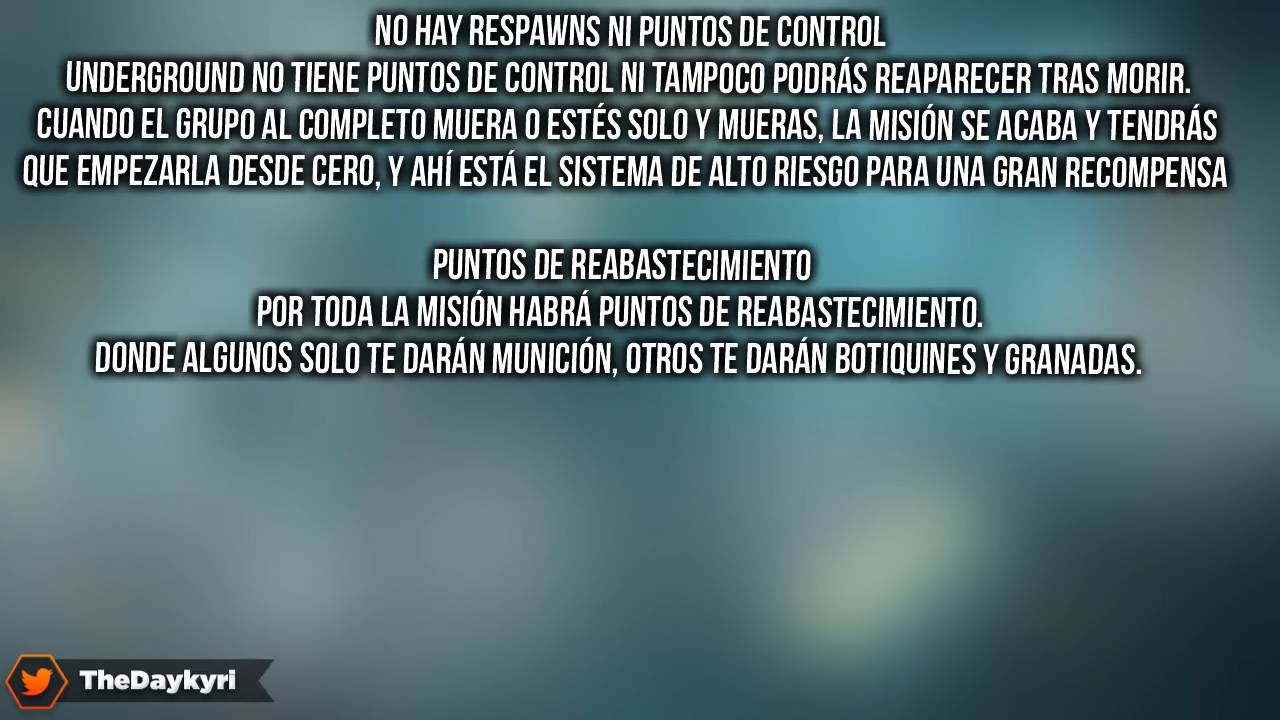 NO HAY RESPAWNS NI PUNTOS DE CONTROL
UNDERGROUND NO TIENE PUNTOS DE CONTROL NI TAMPOCO PODRÁS REAPARECER TRAS MORIR.
CUANDO EL GRUPO AL COMPLETO MUERA O ESTÉS SOLO Y MUERAS, LA MISIÓN SE ACABA Y TENDRÁS
QUE EMPEZARLA DESDE CERO, Y AHÍ ESTÁ EL SISTEMA DE ALTO RIESGO PARA UNA GRAN RECOMPENSA
PUNTOS DE REABASTECIMIENTO
POR TODA LA MISIÓN HABRÁ PUNTOS DE REABASTECIMIENTO.
DONDE ALGUNOS SOLO TE DARÁN MUNICIÓN, OTROS TE DARÁN BOTIQUINES Y GRANADAS.
TheDaykyri